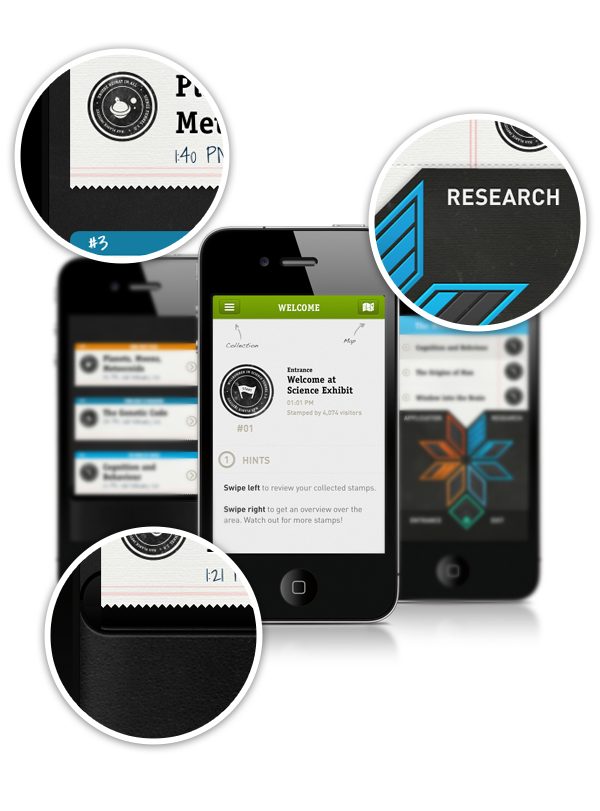 Met
1:40 PM
#3
RESEARCH
WELCOME
Collection
Map
Entrance
Welcome at
Science Exhibit
01:01 PM
Stamped by 4,074 visitors
#01
1 HINTS
Swipe left to review your collected stamps.
Swipe right to get an overview over the
area. Watch out for more stamps!
Planets, Moons,
Meteoroids
The Genetic Code
Cognition and
Behaviour
Cognition and Behaviour
The Origins of Man
Window into the Brain
APPLICATION
RESEARCH
ENTRANCE
EXIT
1:21